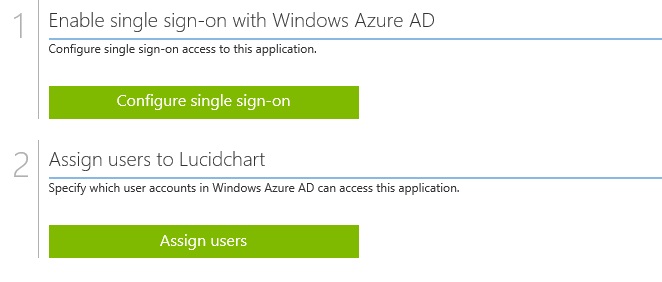 1
Enable single sign-on with Windows Azure AD
Configure single sign-on access to this application.
Configure single sign-on
2
Assign users to Lucidchart
Specify which user accounts in Windows Azure AD can access this application.
Assign users